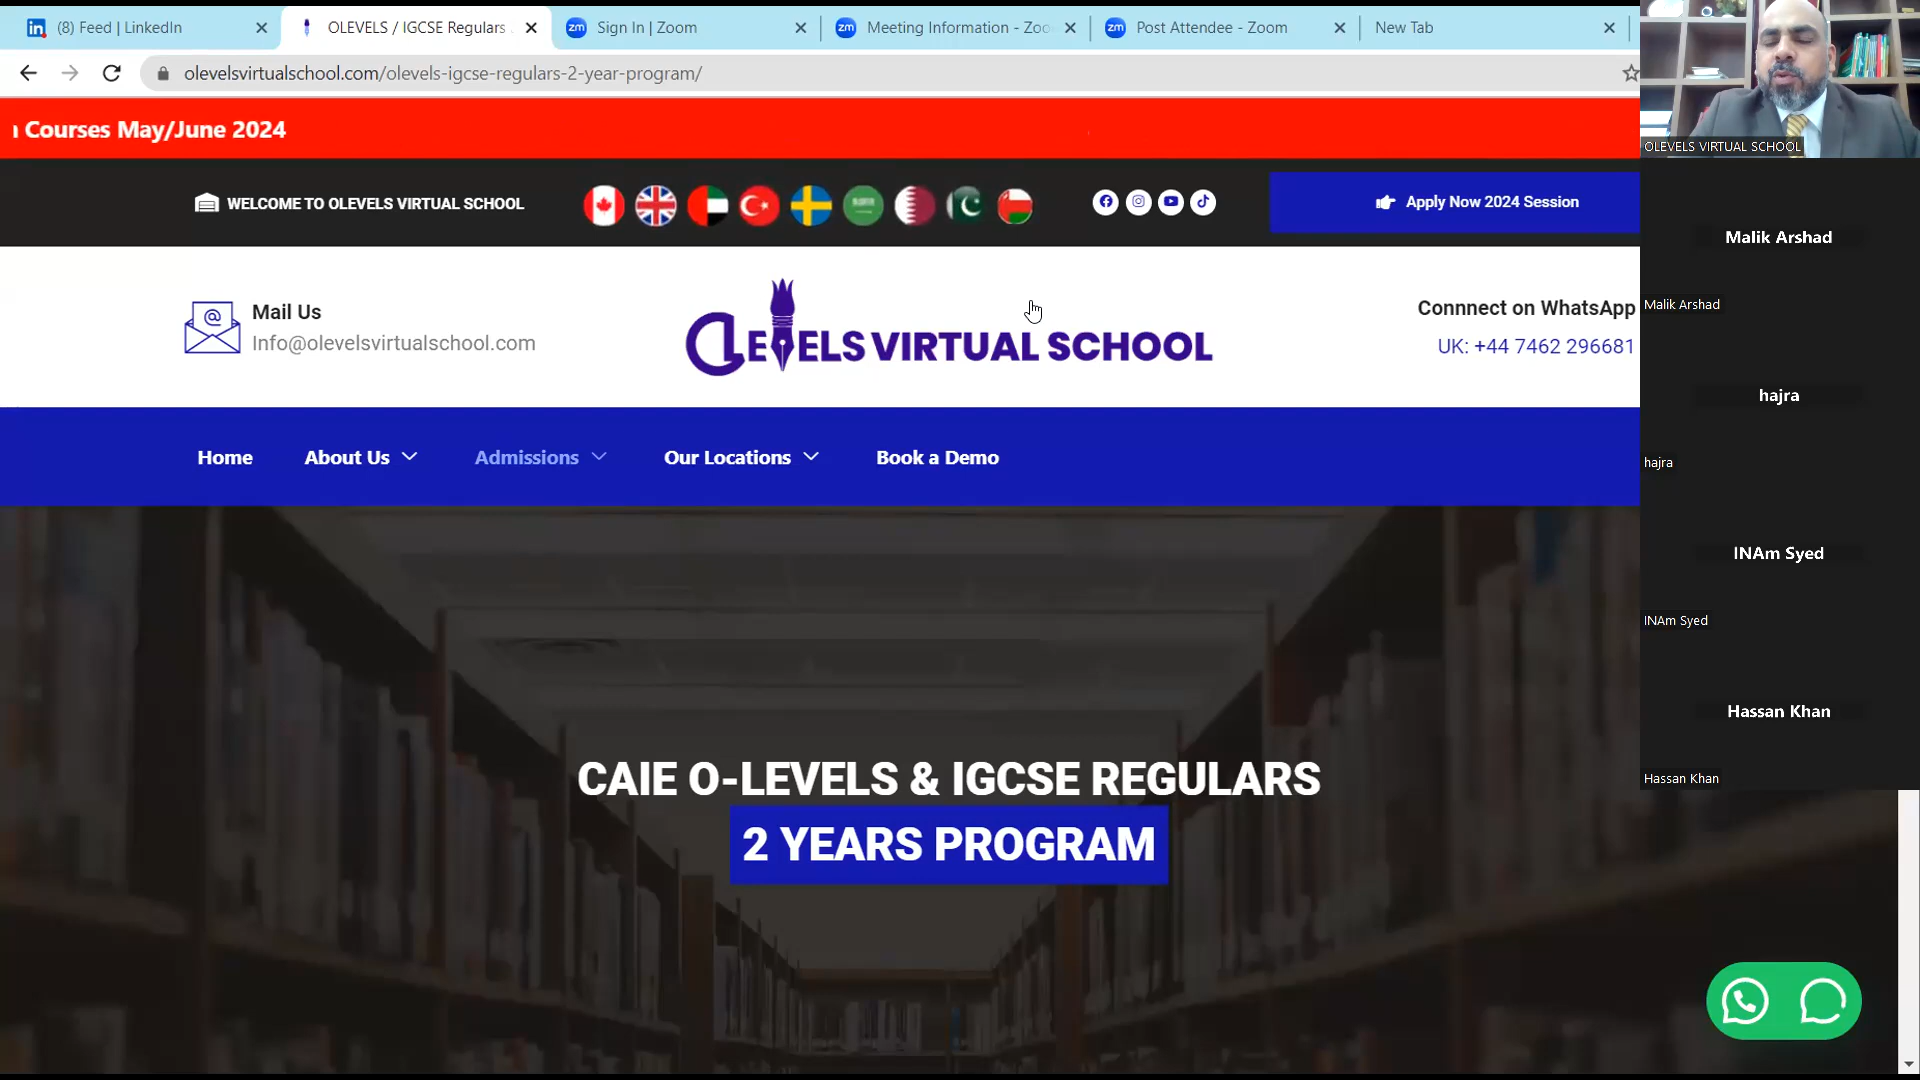 (8) Feed | LinkedIn
OLEVELS / IGCSE Regulars
zm Sign In | Zoom
zm Meeting Information - Zoo
zm Post Attendee - Zoom
New Tab
olevelsvirtualschool.com/olevels-igcse-regulars-2-year-program/
Courses May/June 2024
WELCOME TO OLEVELS VIRTUAL SCHOOL
Apply Now 2024 Session
Mail Us
Info@olevelsvirtualschool.com
OLEVELS VIRTUAL SCHOOL
Connnect on WhatsApp
UK: +44 7462 296681
Home
About Us
Admissions
Our Locations
Book a Demo
CAIE O-LEVELS & IGCSE REGULARS
2 YEARS PROGRAM
OLEVELS VIRTUAL SCHOOL
Malik Arshad
Malik Arshad
hajra
hajra
INAm Syed
INAm Syed
Hassan Khan
Hassan Khan